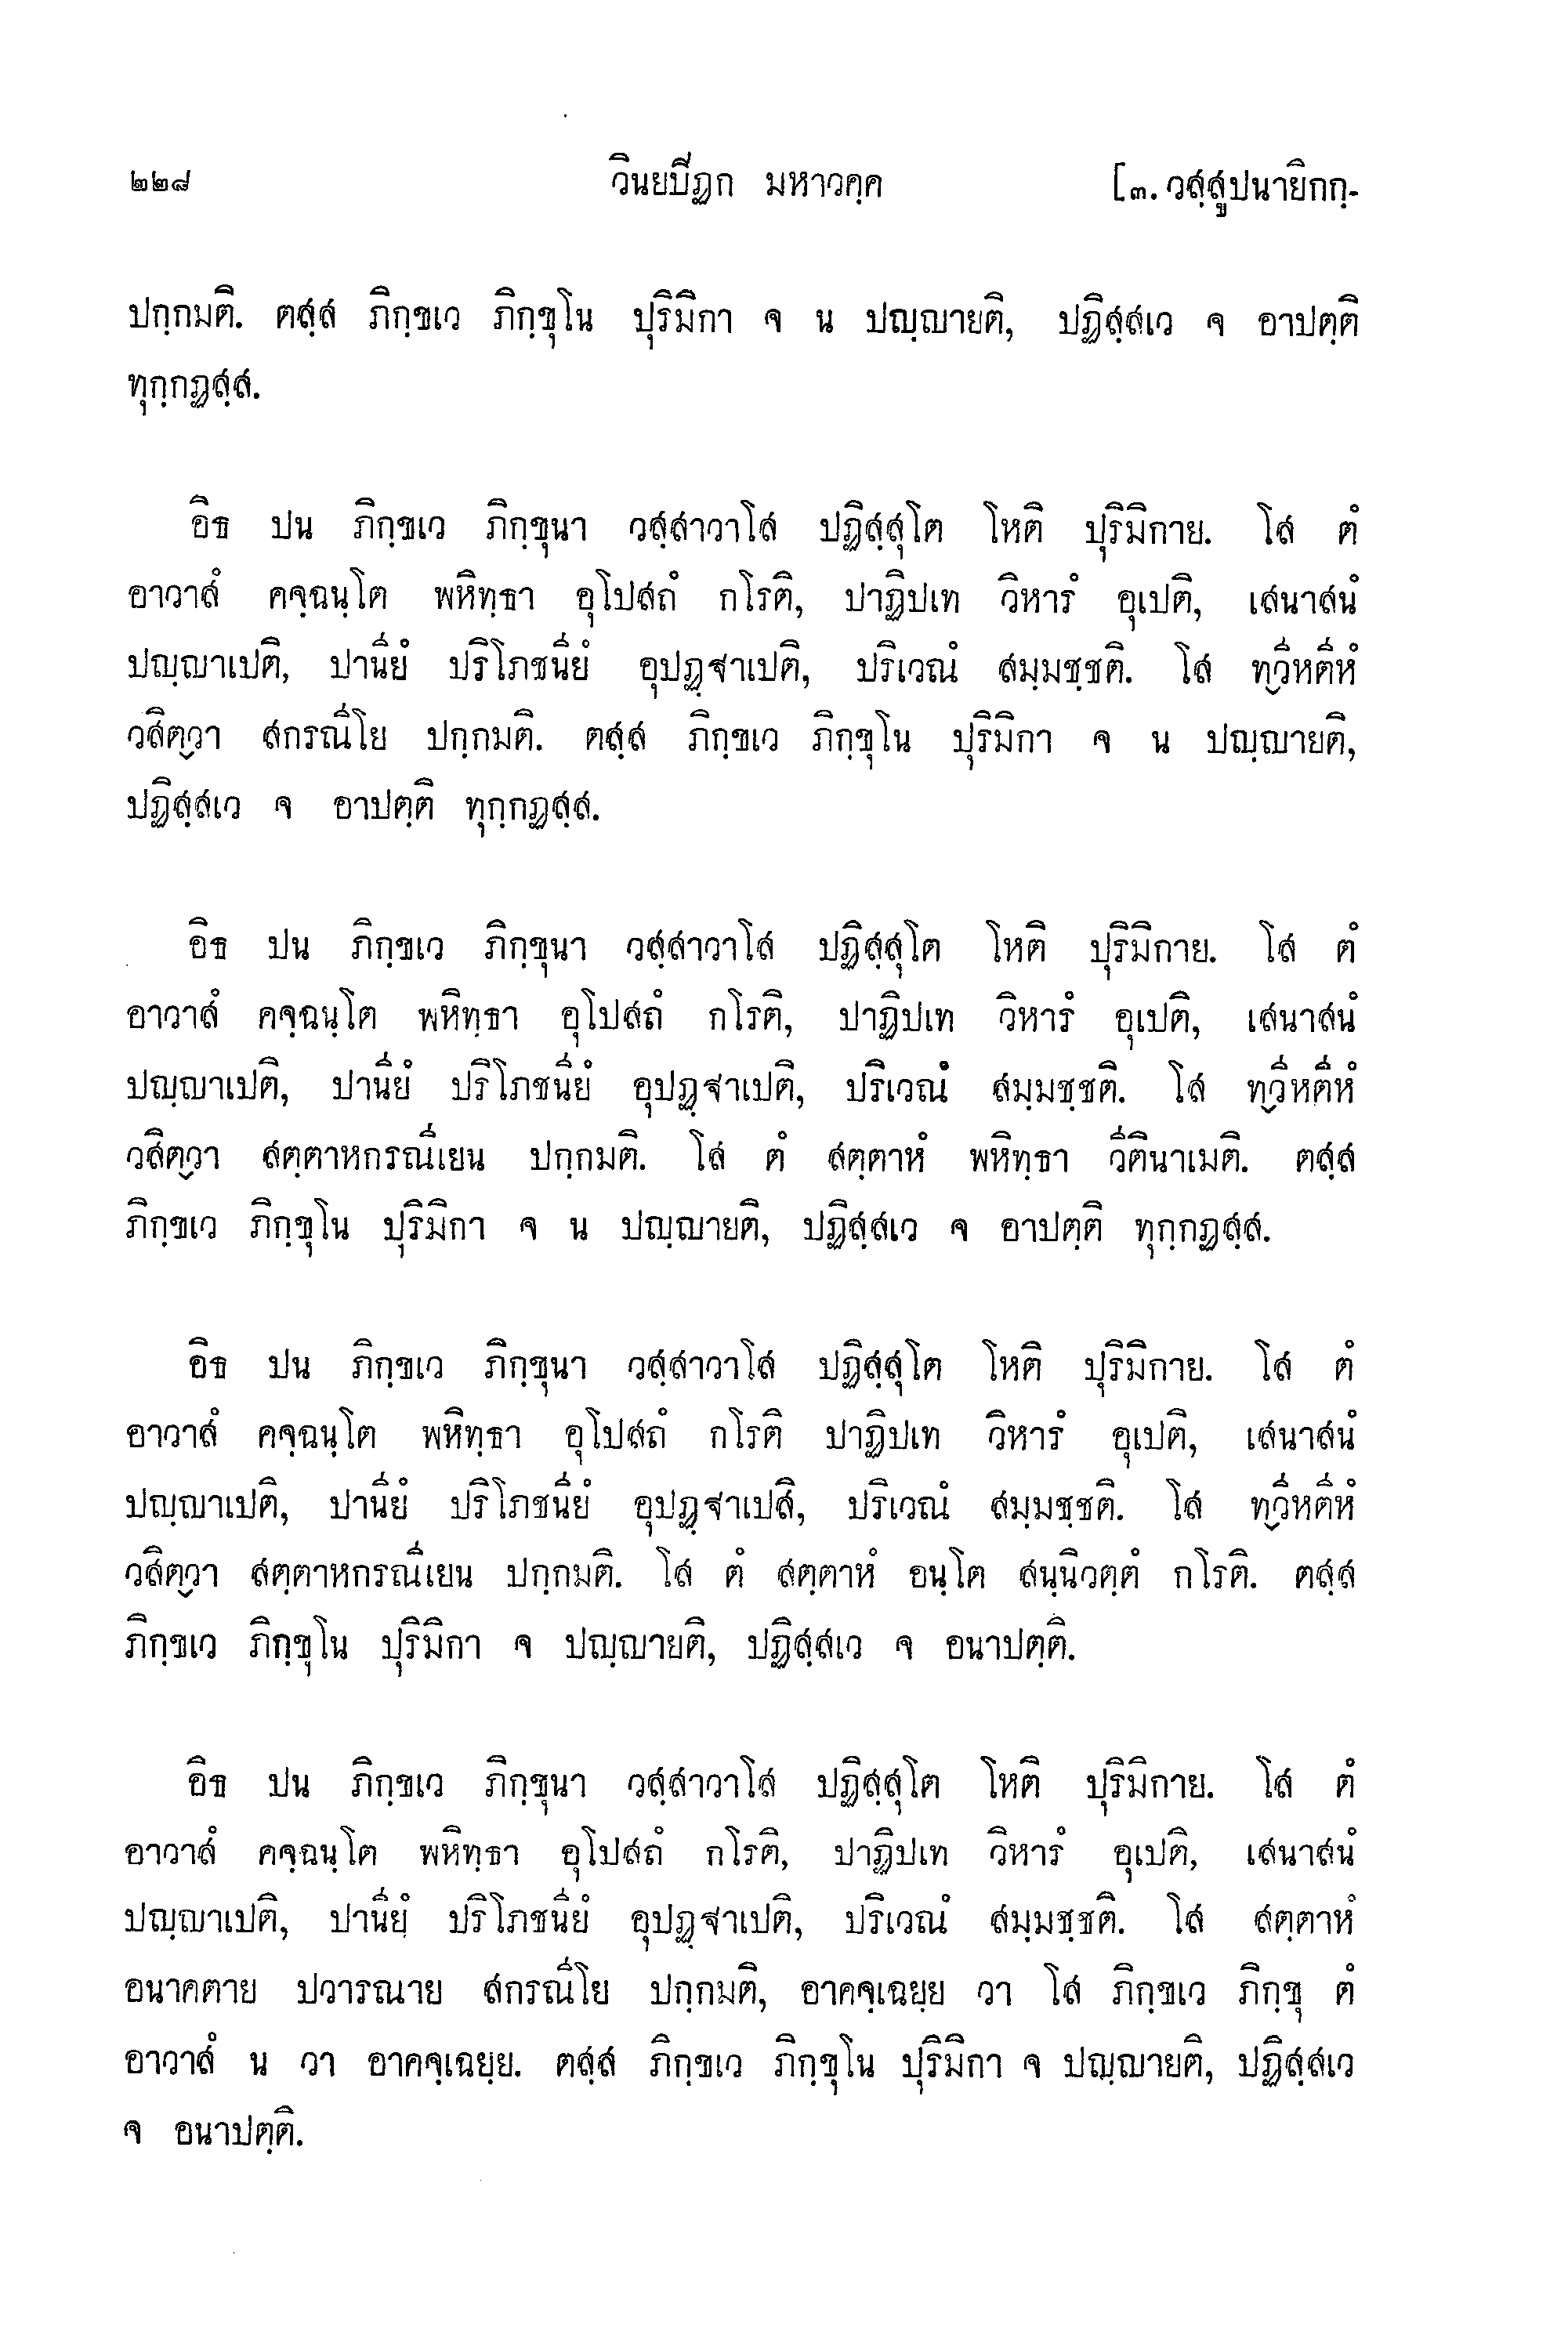 ๒๒๘ วินยปีฏก มหาวคฺค [๓. วสฺสูปนายิกกฺ-
ปกฺกมติ. ตสฺส ภิกฺขเว ภิกฺขุโน ปุริมิกา จ น ปญฺญายติ, ปฏิสฺสเว จ อาปตฺติ
ทุกฺกฏสฺส.
อิธ ปน ภิกฺขเว ภิกฺขุนา วสฺสาวาโส ปฏิสฺสุโต โหติ ปุริมิกาย. โส ตํ
อาวาสํ คจฺฉนฺโต พหิทฺธา อุโปสถํ กโรติ, ปาฏิปเท วิหารํ อุเปติ, เสนาสนํ
ปญฺญาเปติ, ปานียํ ปริโภชนียํ อุปฏฺฐาเปติ, ปริเวณํ สมฺมชฺชติ. โส ทฺวีหตีหํ
วสิตฺวา สกรณีโย ปกฺกมติ. ตสฺส ภิกฺขเว ภิกฺขุโน ปุริมิกา จ น ปญฺญายติ,
ปฏิสฺสเว จ อาปตฺติ ทุกฺกฏสฺส.
อิธ ปน ภิกฺขเว ภิกฺขุนา วสฺสาวาโส ปฏิสฺสุโต โหติ ปุริมิกาย. โส ตํ
อาวาสํ คจฺฉนฺโต พหิทฺธา อุโปสถํ กโรติ, ปาฏิปเท วิหารํ อุเปติ, เสนาสนํ
ปญฺญาเปติ, ปานียํ ปริโภชนียํ อุปฏฺฐาเปติ, ปริเวณํ สมฺมชฺชติ. โส ทฺวีหตีหํ
วสิตฺวา สตฺตาหกรณีเยน ปกฺกมติ. โส ตํ สตฺตาหํ พหิทฺธา วีตินาเมติ. ตสฺส
ภิกฺขเว ภิกฺขุโน ปุริมิกา จ น ปญฺญายติ, ปฏิสฺสเว จ อาปตฺติ ทุกฺกฏสฺส.
อิธ ปน ภิกฺขเว ภิกฺขุนา วสฺสาวาโส ปฏิสฺสุโต โหติ ปุริมิกาย. โส ตํ
อาวาสํ คจฺฉนฺโต พหิทฺธา อุโปสถํ กโรติ ปาฏิปเท วิหารํ อุเปติ, เสนาสนํ
ปญฺญาเปติ, ปานียํ ปริโภชนียํ อุปฏฺฐาเปสิ, ปริเวณํ สมฺมชฺชติ. โส ทฺวีหตีหํ
วสิตฺวา สตฺตาหกรณีเยน ปกฺกมติ. โส ตํ สตฺตาหํ อนฺโต สนฺนิวตฺตํ กโรติ. ตสฺส
ภิกฺขเว ภิกฺขุโน ปุริมิกา จ ปญฺญายติ, ปฏิสฺสเว จ อนาปตฺติ.
อิธ ปน ภิกฺขเว ภิกฺขุนา วสฺสาวาโส ปฏิสฺสุโต โหติ ปุริมิกาย. โส ตํ
อาวาสํ คจฺฉนฺโต พหิทฺธา อุโปสถํ กโรติ, ปาฏิปเท วิหารํ อุเปติ, เสนาสนํ
ปญฺญาเปติ, ปานียํ ปริโภชนียํ อุปฏฺฐาเปติ, ปริเวณํ สมฺมชฺชติ. โส สตฺตาหํ
อนาคตาย ปวารณาย สกรณีโย ปกฺกมติ, อาคจฺเฉยฺย วา โส ภิกฺขเว ภิกฺขุ ตํ
อาวาสํ น วา อาคจฺเฉยฺย. ตสฺส ภิกฺขเว ภิกฺขุโน ปุริมิกา จ ปญฺญายติ, ปฏิสฺสเว
จ อนาปตฺติ.